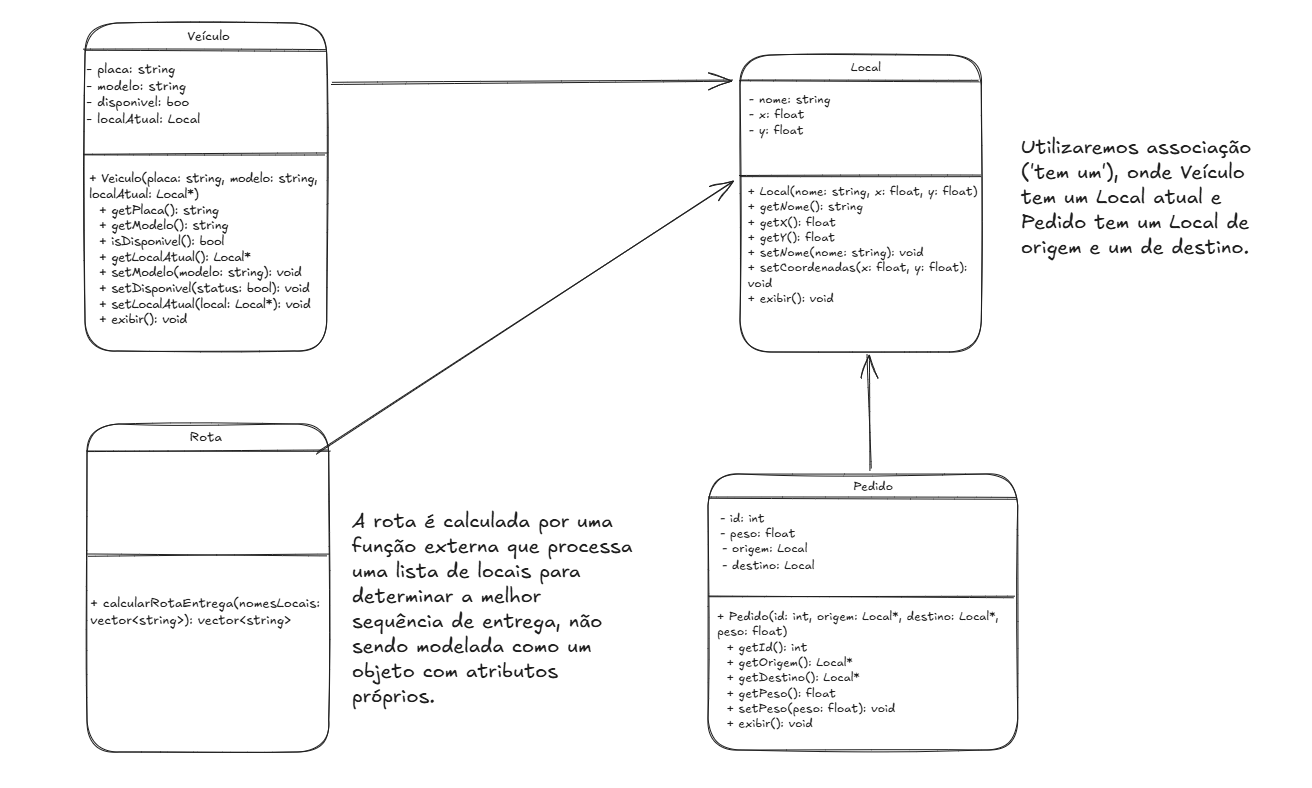 Veículo
- placa: string
- modelo: string
- disponivel: boo
- localAtual: Local
+ Veiculo(placa: string, modelo: string,
localAtual: Local*)
+ getPlaca(): string
+ getModelo(): string
+ isDisponivel(): bool
+ getLocalAtual(): Local*
+ setModelo(modelo: string): void
+ setDisponivel(status: bool): void
+ setLocalAtual(local: Local*): void
+ exibir(): void
Local
- nome: string
- x: float
- y: float
+ Local(nome: string, x: float, y: float)
+ getNome(): string
+ getX(): float
+ getY(): float
+ setNome(nome: string): void
+ setCoordenadas(x: float, y: float):
void
+ exibir(): void
Utilizaremos associação
('tem um'), onde Veículo
tem um Local atual e
Pedido tem um Local de
origem e um de destino.
Rota
+ calcularRotaEntrega(nomesLocais:
vector<string>): vector<string>
A rota é calculada por uma
função externa que processa
uma lista de locais para
determinar a melhor
sequência de entrega, não
sendo modelada como um
objeto com atributos
próprios.
Pedido
- id: int
- peso: float
- origem: Local
- destino: Local
+ Pedido(id: int, origem: Local*, destino: Local*,
peso: float)
+ getId(): int
+ getOrigem(): Local*
+ getDestino(): Local*
+ getPeso(): float
+ setPeso(peso: float): void
+ exibir(): void